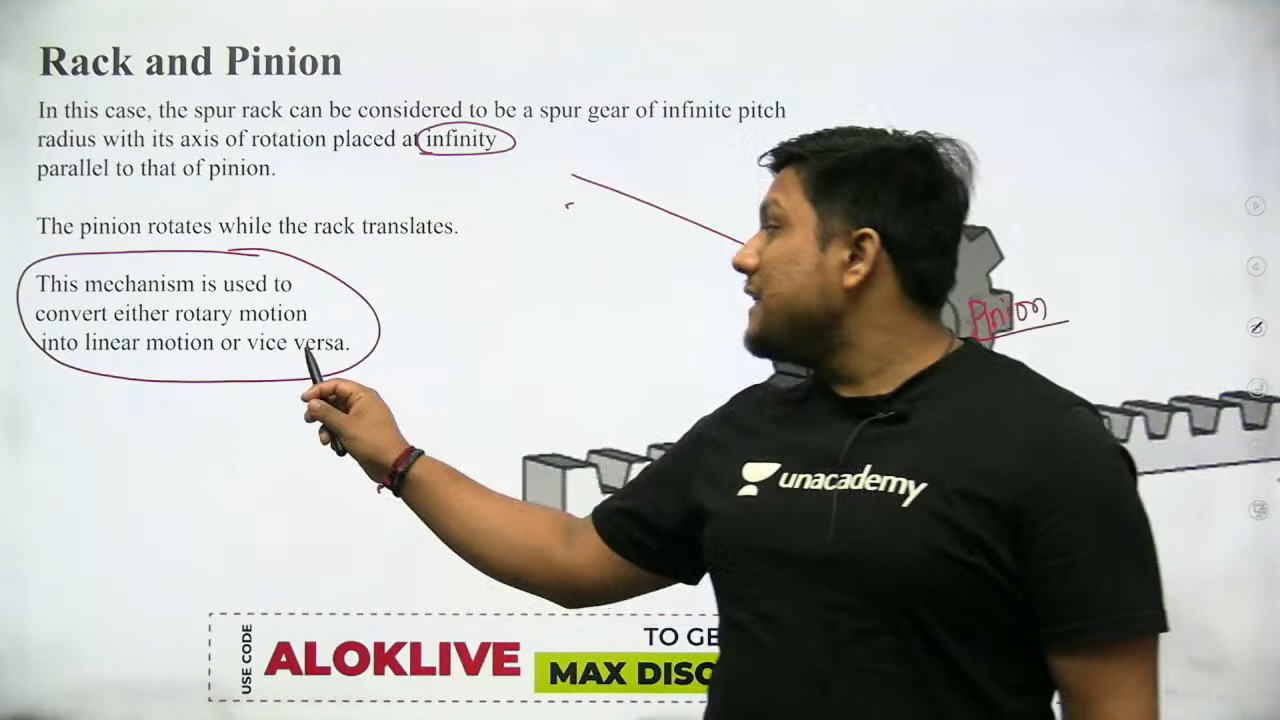 Rack and Pinion
In this case, the spur rack can be considered to be a spur gear of infinite pitch
radius with its axis of rotation placed at infinity
parallel to that of pinion.
The pinion rotates while the rack translates.
This mechanism is used to
convert either rotary motion
into linear motion or vice versa.
Pinion
unacademy
USE CODE
ALOKLIVE
TO GE
MAX DISC